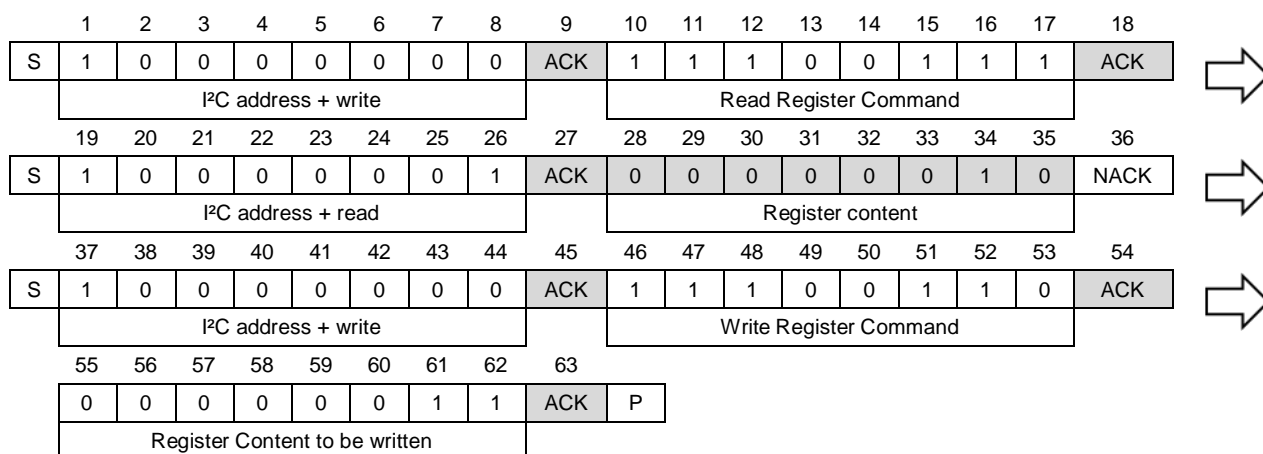 1 2 3 4 5 6 7 8 9 10 11 12 13 14 15 16 17 18
S 1 0 0 0 0 0 0 0 ACK 1 1 1 0 0 1 1 1 ACK
I²C address + write Read Register Command
19 20 21 22 23 24 25 26 27 28 29 30 31 32 33 34 35 36
S 1 0 0 0 0 0 0 1 ACK 0 0 0 0 0 0 1 0 NACK
I²C address + read Register content
37 38 39 40 41 42 43 44 45 46 47 48 49 50 51 52 53 54
S 1 0 0 0 0 0 0 0 ACK 1 1 1 0 0 1 1 0 ACK
I²C address + write Write Register Command
55 56 57 58 59 60 61 62 63
0 0 0 0 0 0 1 1 ACK P
Register Content to be written